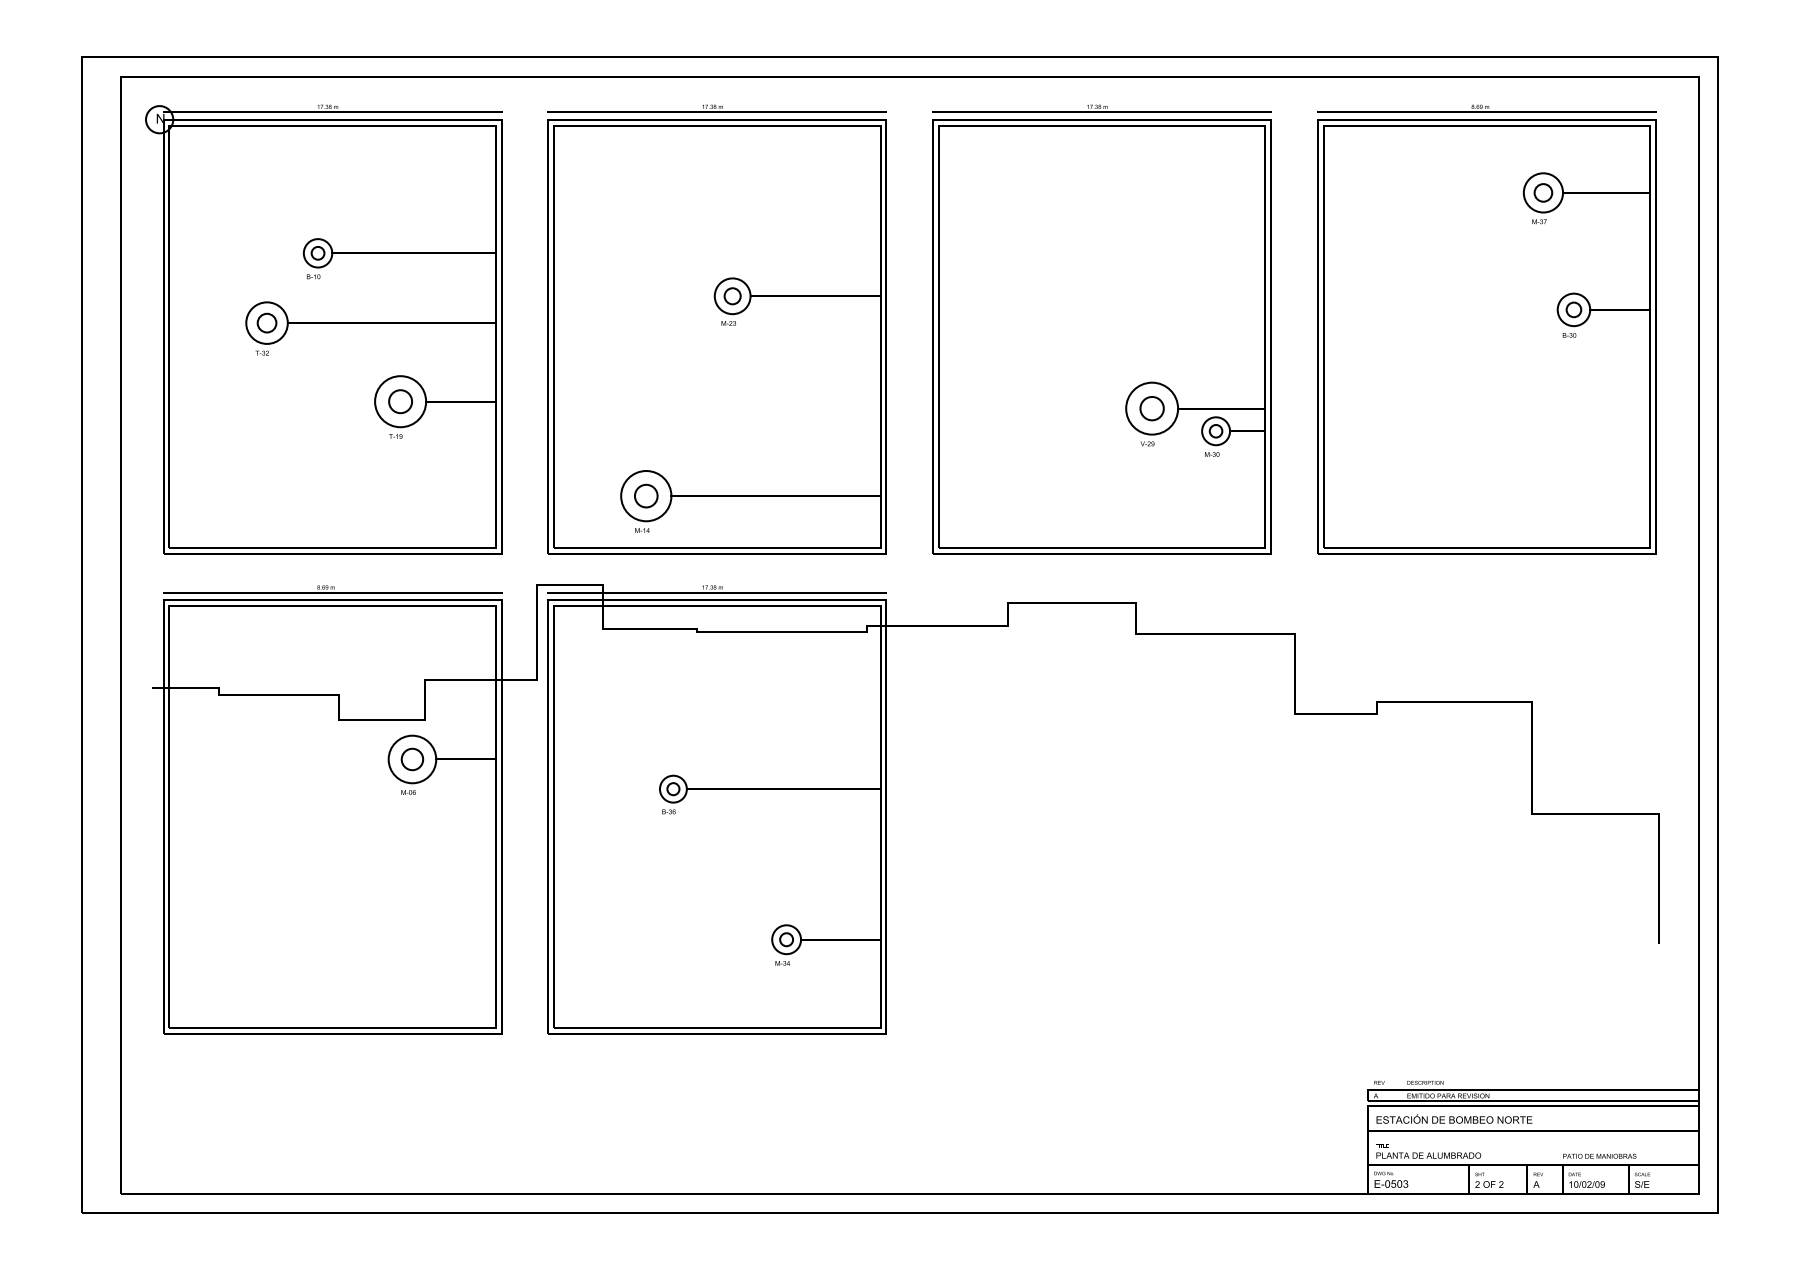 17.38 m
17.38 m
17.38 m
8.69 m
N
M-37
B-10
M-23
B-30
T-32
T-19
V-29
M-30
M-14
8.69 m
17.38 m
M-06
B-36
M-34
REV DESCRIPTION
A EMITIDO PARA REVISION
ESTACIÓN DE BOMBEO NORTE
TITLE
PLANTA DE ALUMBRADO PATIO DE MANIOBRAS
DWG No. SHT REV DATE SCALE
E-0503 2 OF 2 A 10/02/09 S/E